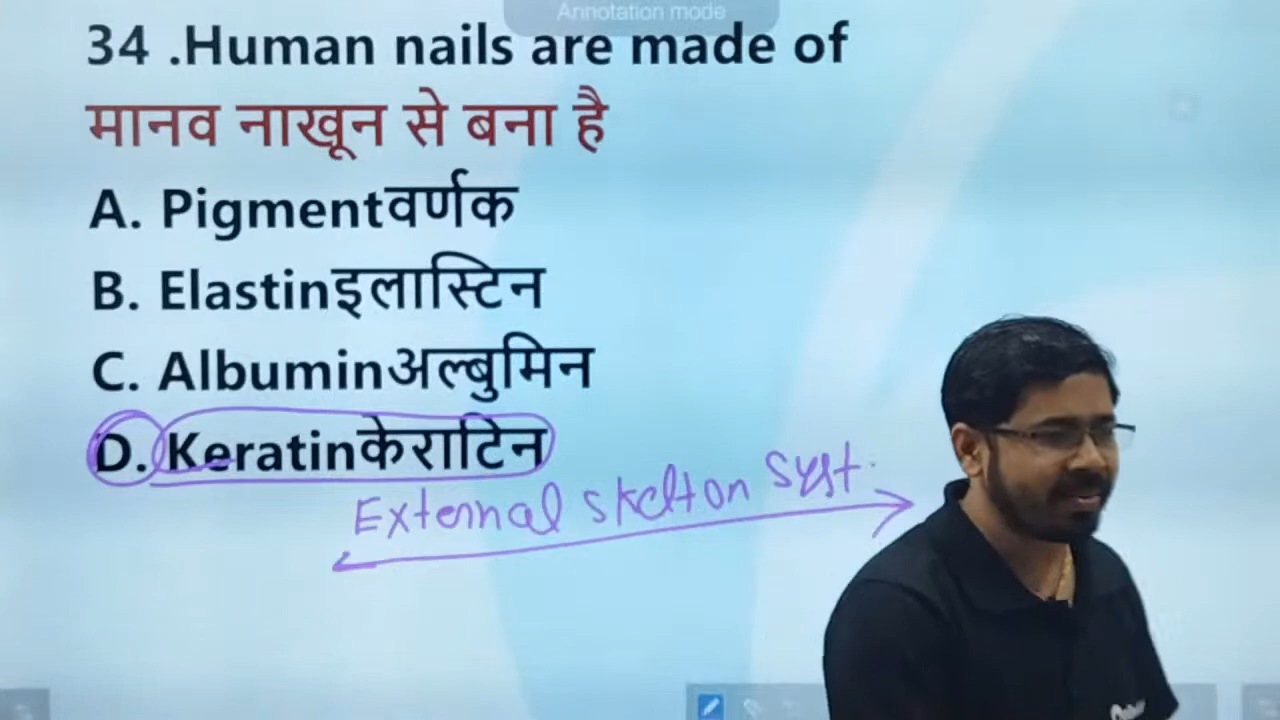 Annotation mode
34 .Human nails are made of
मानव नाखून से बना है
A. Pigmentवर्णक
B. Elastinइलास्टिन
C. Albuminअल्बुमिन
D. Keratinकेराटिन
External skelton syst.